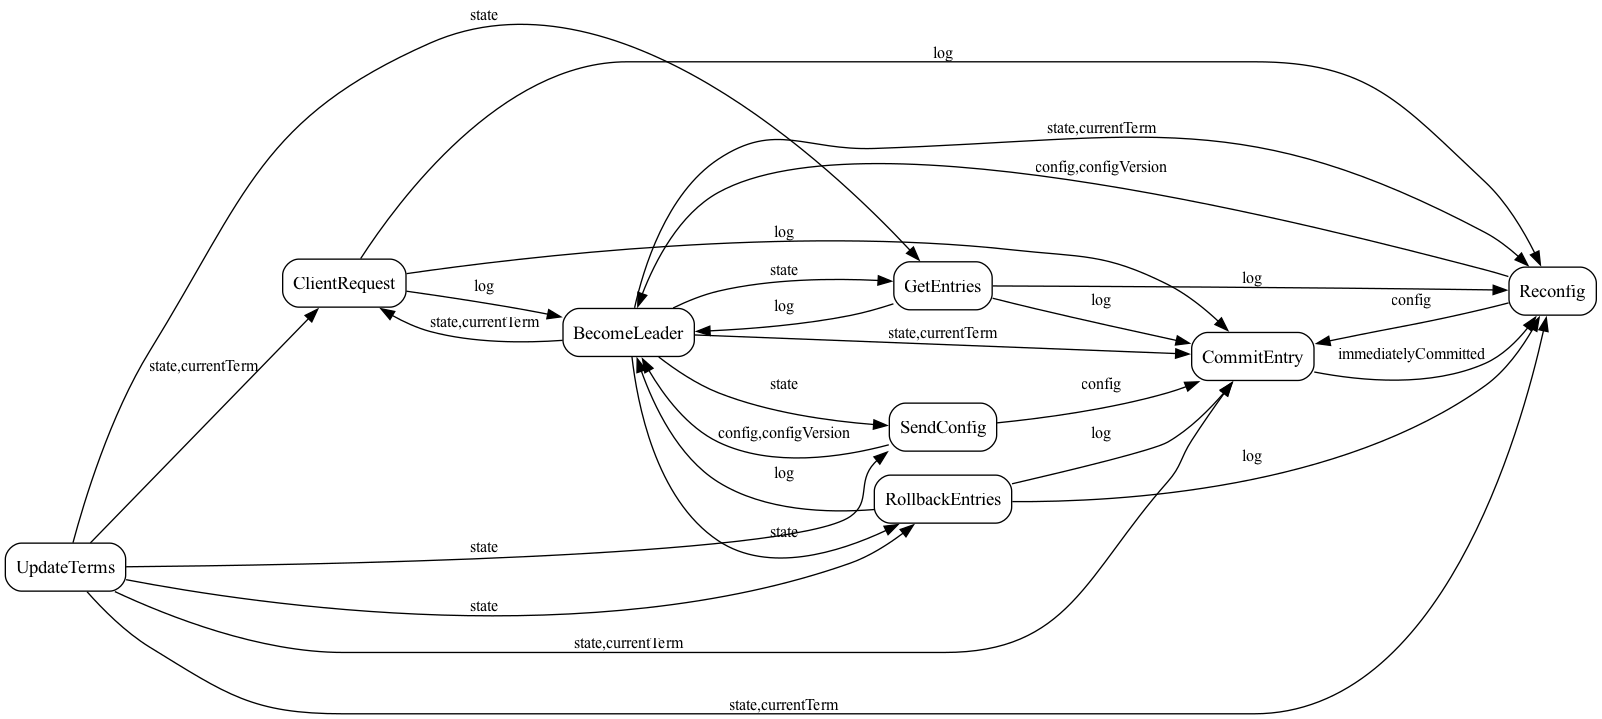 state
log
state,currentTerm
config,configVersion
log
state
ClientRequest
log
GetEntries
log
Reconfig
log
log
config
state,currentTerm
BecomeLeader
state,currentTerm
CommitEntry
immediatelyCommitted
state,currentTerm
state
config
SendConfig
config,configVersion
log
log
log
RollbackEntries
state
state
UpdateTerms
state
state,currentTerm
state,currentTerm